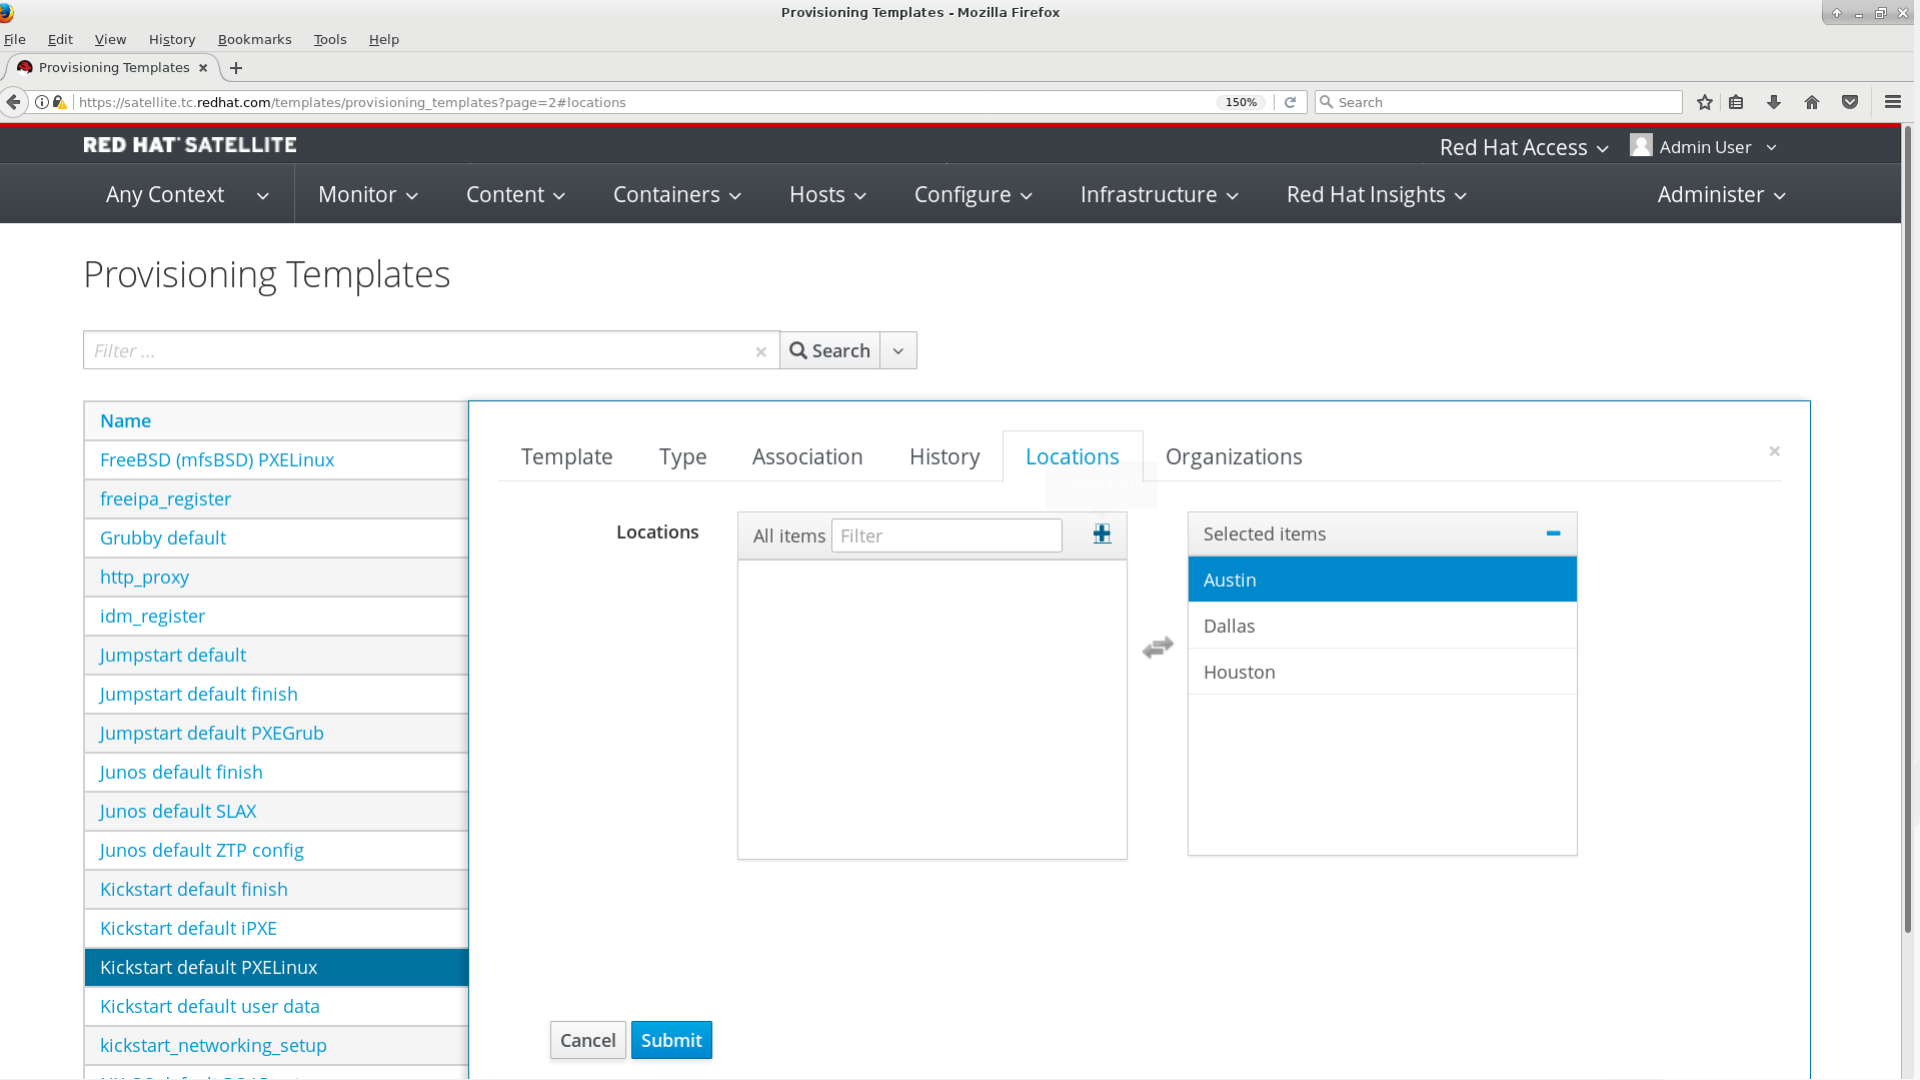 Provisioning Templates - Mozilla Firefox
File Edit View History Bookmarks Tools Help
Provisioning Templates
https://satellite.tc.redhat.com/templates/provisioning_templates?page=2#locations 150% Search
RED HAT SATELLITE Red Hat Access Admin User
Any Context Monitor Content Containers Hosts Configure Infrastructure Red Hat Insights Administer
Provisioning Templates
Filter ... Search
Name
FreeBSD (mfsBSD) PXELinux
freeipa_register
Grubby default
http_proxy
idm_register
Jumpstart default
Jumpstart default finish
Jumpstart default PXEGrub
Junos default finish
Junos default SLAX
Junos default ZTP config
Kickstart default finish
Kickstart default iPXE
Kickstart default PXELinux
Kickstart default user data
kickstart_networking_setup
Template Type Association History Locations Organizations
Locations
All items Filter
Selected items
Austin
Dallas
Houston
Cancel Submit